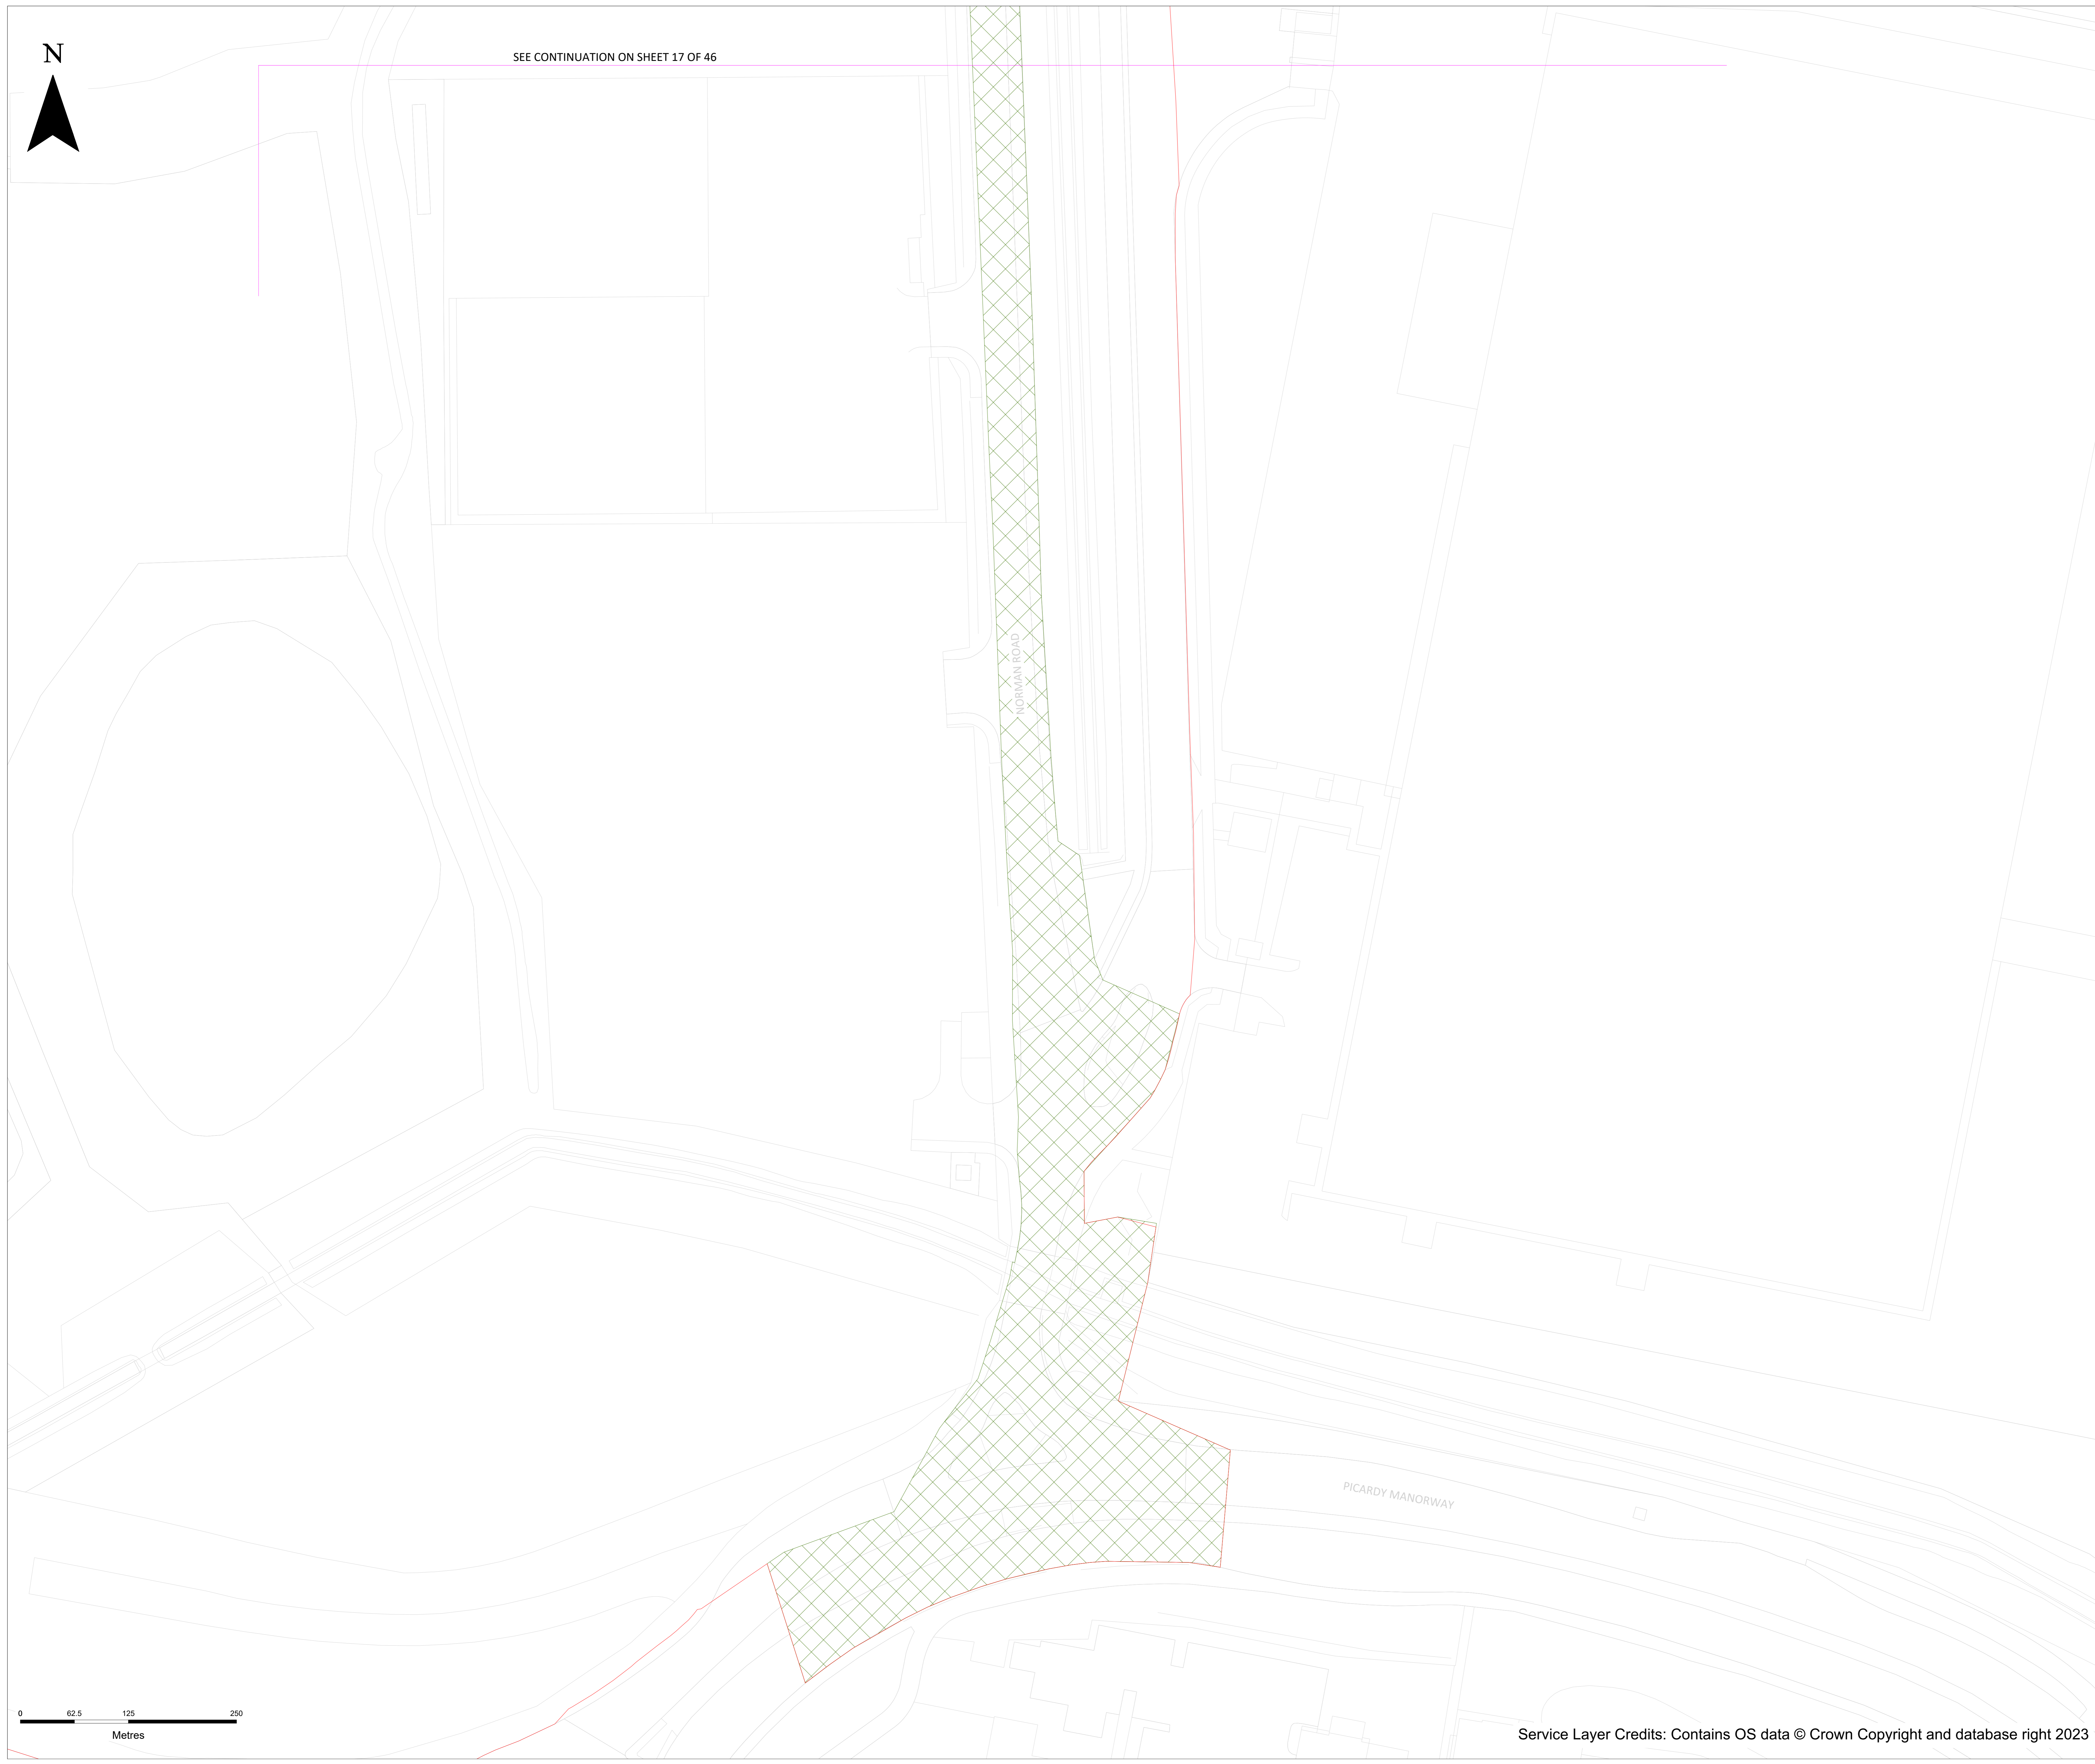 N
SEE CONTINUATION ON SHEET 17 OF 46
NORMAN ROAD
PICARDY MANORWAY
0 62.5 125 250
Metres
Service Layer Credits: Contains OS data © Crown Copyright and database right 2023